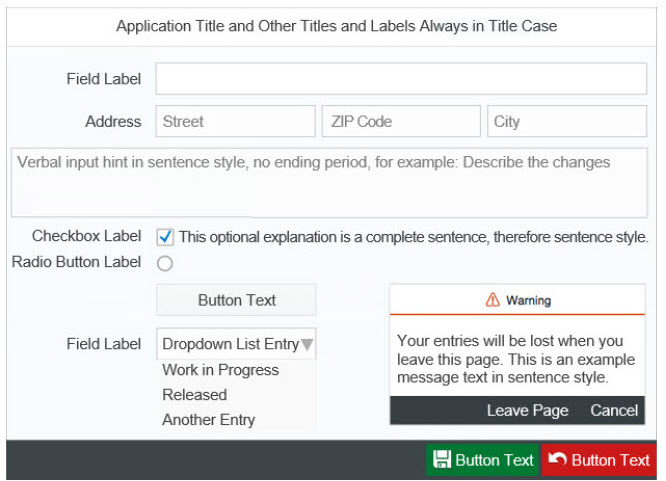 Application Title and Other Titles and Labels Always in Title Case
Field Label
Address Street ZIP Code City
Verbal input hint in sentence style, no ending period, for example: Describe the changes
Checkbox Label This optional explanation is a complete sentence, therefore sentence style.
Radio Button Label
Button Text
Field Label Dropdown List Entry
Work in Progress
Released
Another Entry
Warning
Your entries will be lost when you
leave this page. This is an example
message text in sentence style.
Leave Page Cancel
Button Text Button Text